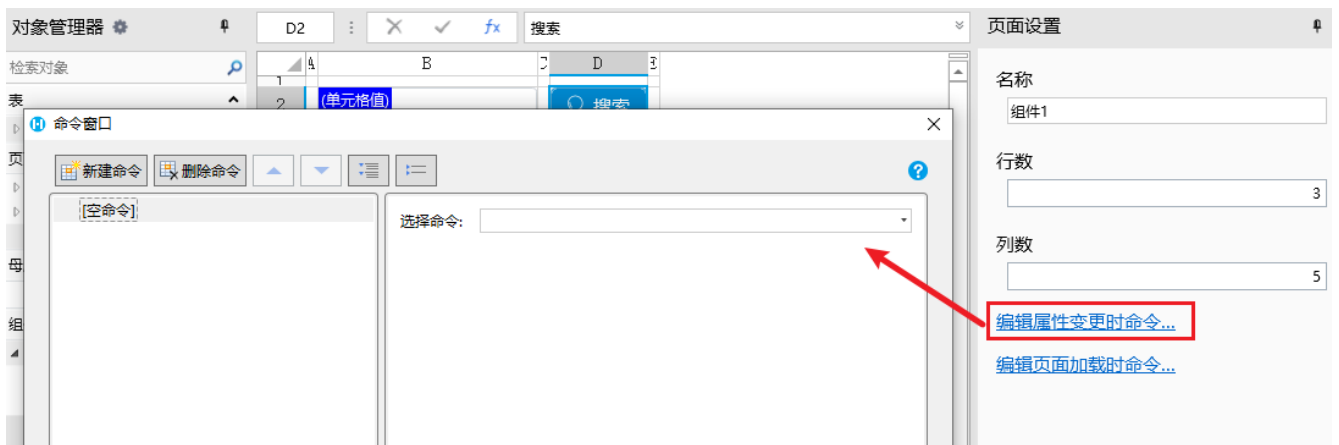 对象管理器
D2
fx
搜索
页面设置
检索对象
A
B
C
D
E
名称
表
1
2
(单元格值)
搜索
组件1
命令窗口
页
行数
新建命令
删除命令
3
[空命令]
选择命令:
列数
母
5
组
编辑属性变更时命令...
编辑页面加载时命令...